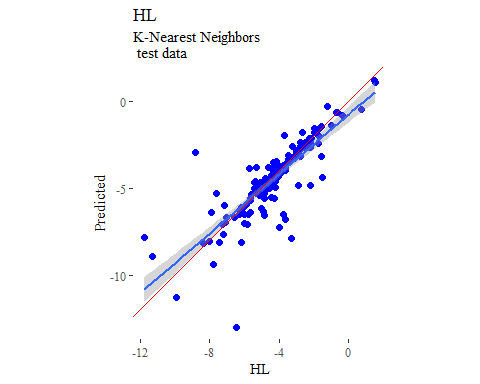 HL
K-Nearest Neighbors
test data
Predicted
0
-5
-10
-12
-8
-4
0
HL